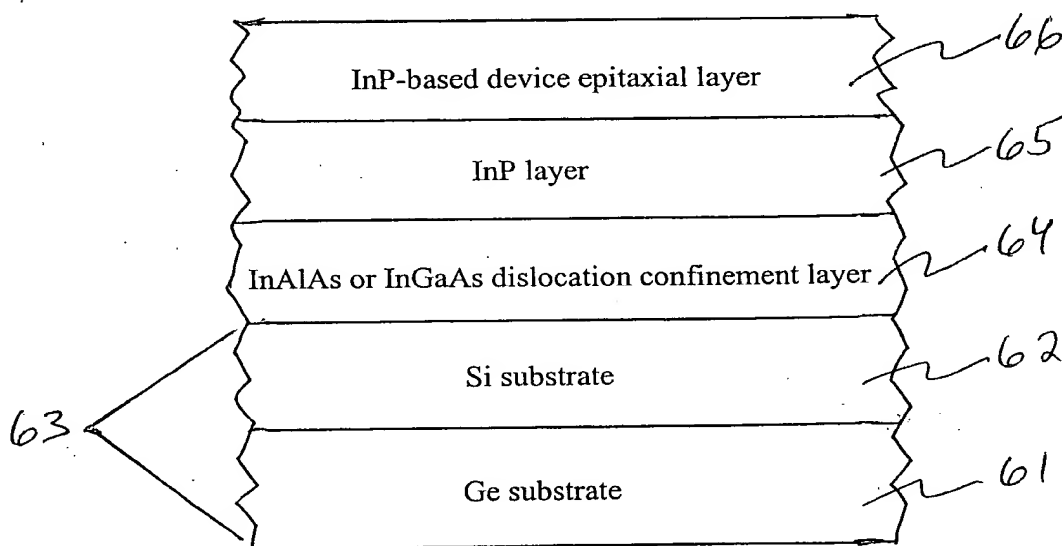 66
InP-based device epitaxial layer
65
InP layer
64
InAlAs or InGaAs dislocation confinement layer
62
Si substrate
63
61
Ge substrate